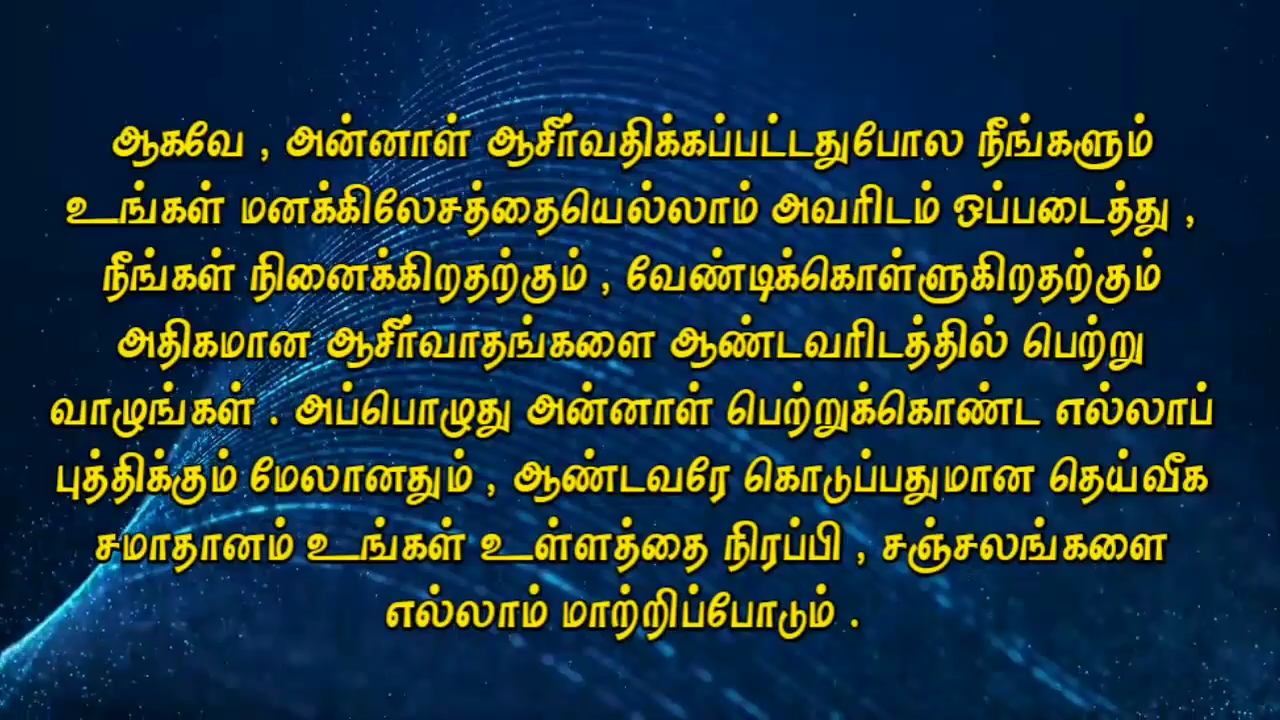 ஆகவே , அன்னாள் ஆசீர்வதிக்கப்பட்டதுபோல நீங்களும்
உங்கள் மனக்கிலேசத்தையெல்லாம் அவரிடம் ஒப்படைத்து ,
நீங்கள் நினைக்கிறதற்கும் , வேண்டிக்கொள்ளுகிறதற்கும்
அதிகமான ஆசீர்வாதங்களை ஆண்டவரிடத்தில் பெற்று
வாழுங்கள் . அப்பொழுது அன்னாள் பெற்றுக்கொண்ட எல்லாப்
புத்திக்கும் மேலானதும் , ஆண்டவரே கொடுப்பதுமான தெய்வீக
சமாதானம் உங்கள் உள்ளத்தை நிரப்பி , சஞ்சலங்களை
எல்லாம் மாற்றிப்போடும் .